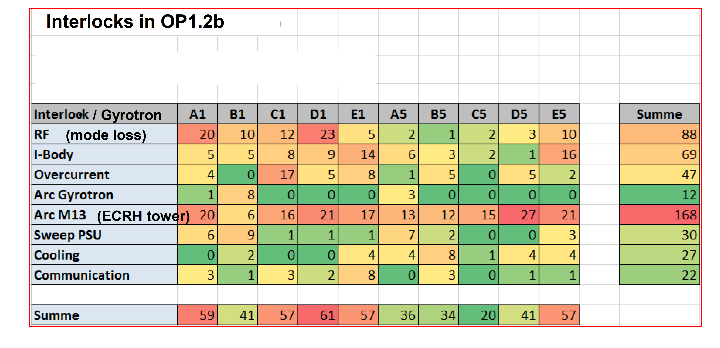 Interlocks in OP1.2b
Interlook / Gyrotron A1 B1 C1 D1 E1 A5 B5 C5 D5 E5 Summe
RF (mode loss) 20 10 12 23 5 2 1 2 3 10 88
I-Body 5 5 8 9 14 6 3 2 1 16 69
Overcurrent 4 0 17 5 8 1 5 0 5 2 47
Arc Gyrotron 1 8 0 0 0 3 0 0 0 0 12
Arc M13 (ECRH tower) 20 6 16 21 17 13 12 15 27 21 168
Sweep PSU 6 9 1 1 1 7 2 0 0 3 30
Cooling 0 2 0 0 4 4 8 1 4 4 27
Communication 3 1 3 2 8 0 3 0 1 1 22
Summe 59 41 57 61 57 36 34 20 41 57